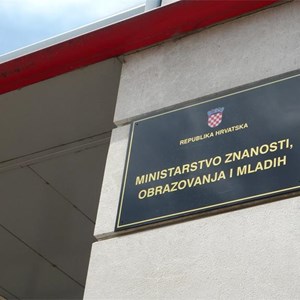 REPUBLIKA HRVATSKA
MINISTARSTVO ZNANOSTI,
OBRAZOVANJA I MLADIH